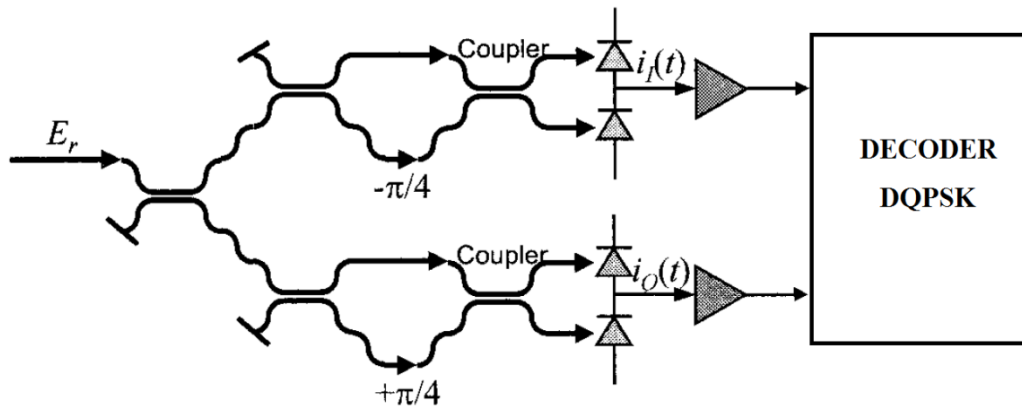 Coupler
i_I(t)
E_r
-π/4
DECODER
DQPSK
Coupler
i_Q(t)
+π/4